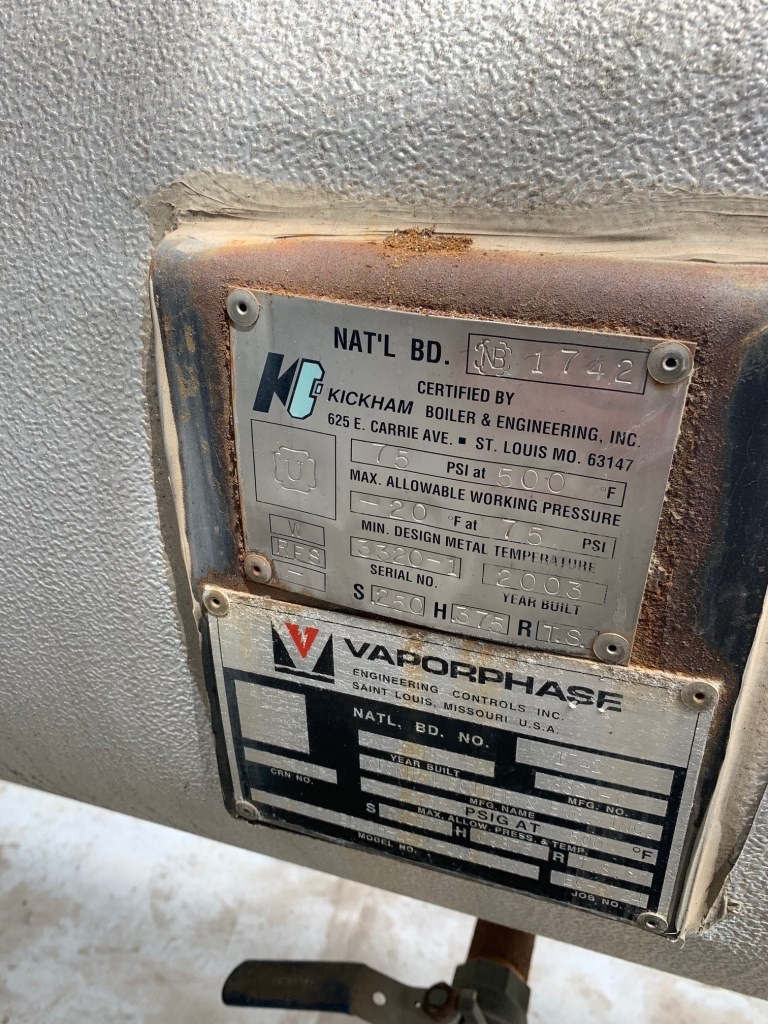 NAT'L BD. NB 1742
CERTIFIED BY
KICKHAM BOILER & ENGINEERING, INC.
625 E. CARRIE AVE. ▪ ST. LOUIS MO. 63147
U
75 PSI at 500 °F
MAX. ALLOWABLE WORKING PRESSURE
-20 °F at 75 PSI
MIN. DESIGN METAL TEMPERATURE
W
RES
-
5320-1 2003
SERIAL NO. YEAR BUILT
S .250 H .375 R T.S.
V VAPORPHASE
ENGINEERING CONTROLS INC.
SAINT LOUIS, MISSOURI U.S.A.
NATL. BD. NO.
YEAR BUILT
CRN NO. MFG. NO.
MFG. NAME
PSIG AT °F
MAX. ALLOW. PRESS. & TEMP.
S H R
MODEL NO. JOB NO.